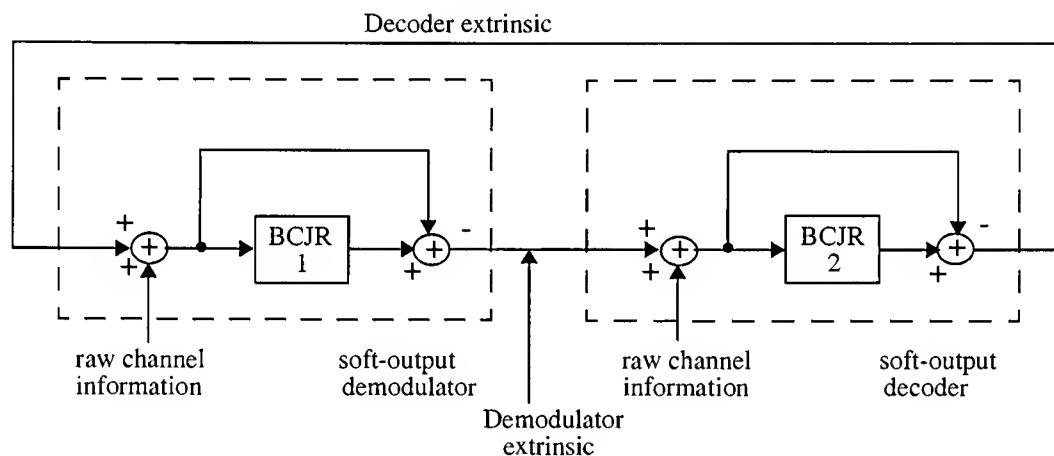 Decoder extrinsic
+
+
+
BCJR
1
+
-
+
+
+
+
BCJR
2
+
-
+
raw channel
information
soft-output
demodulator
raw channel
information
soft-output
decoder
Demodulator
extrinsic